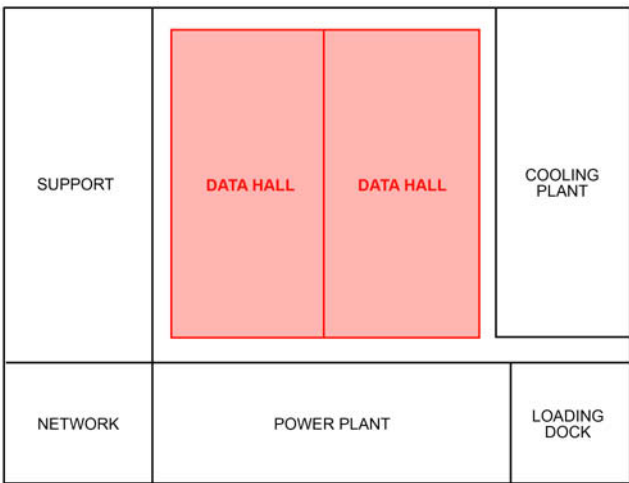 SUPPORT
DATA HALL
DATA HALL
COOLING
PLANT
NETWORK
POWER PLANT
LOADING
DOCK